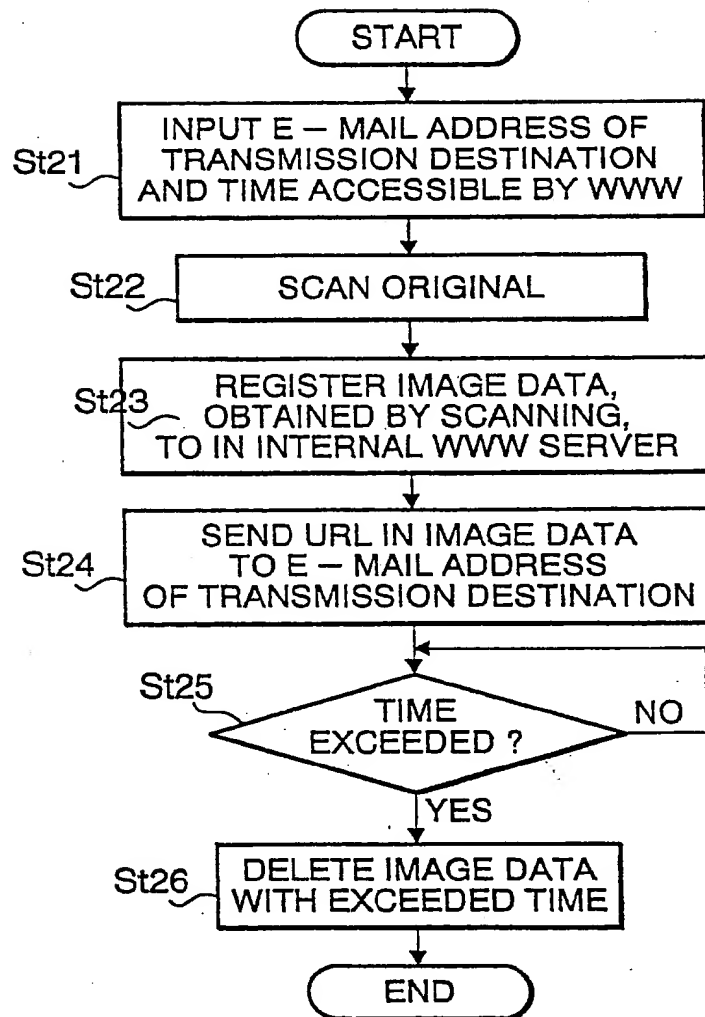 START
St21
INPUT E – MAIL ADDRESS OF
TRANSMISSION DESTINATION
AND TIME ACCESSIBLE BY WWW
St22
SCAN ORIGINAL
St23
REGISTER IMAGE DATA,
OBTAINED BY SCANNING,
TO IN INTERNAL WWW SERVER
St24
SEND URL IN IMAGE DATA
TO E – MAIL ADDRESS
OF TRANSMISSION DESTINATION
St25
TIME
EXCEEDED ?
NO
YES
St26
DELETE IMAGE DATA
WITH EXCEEDED TIME
END